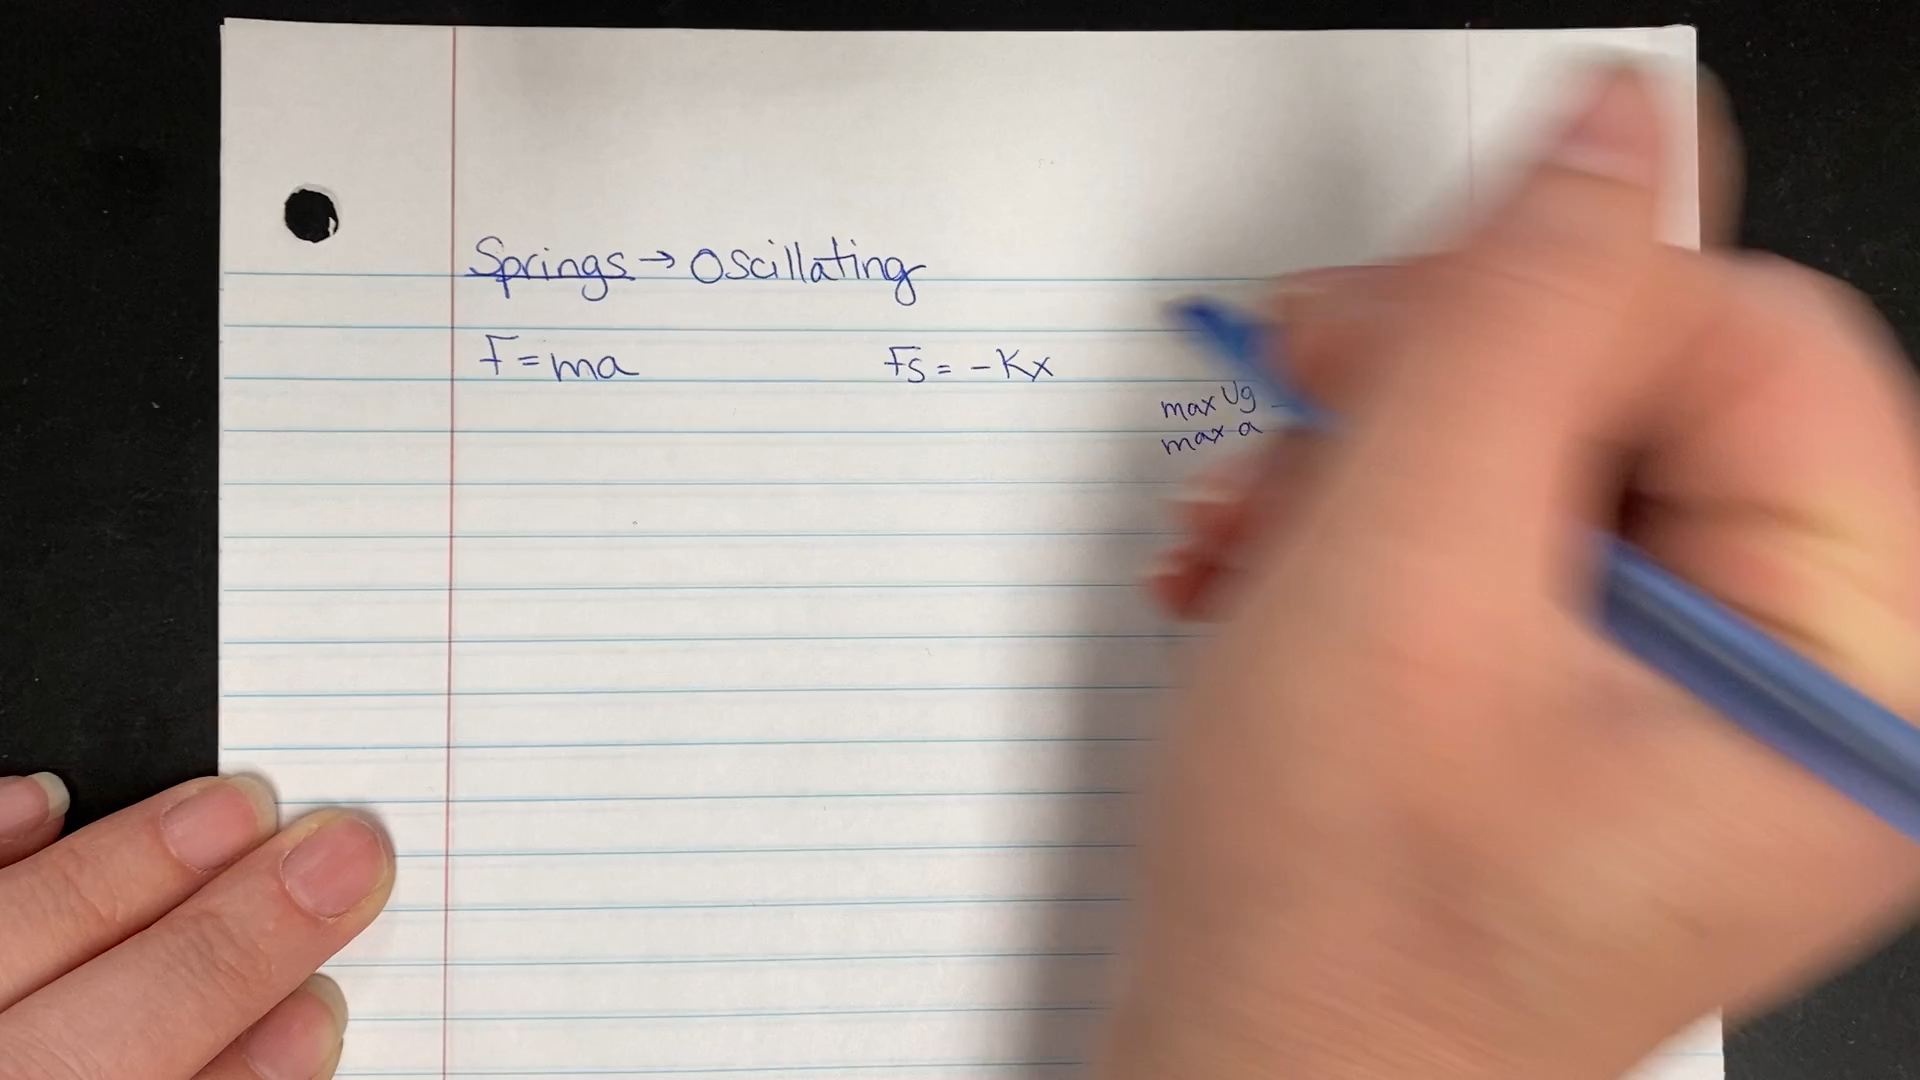 Springs → Oscillating
F = ma Fs = -Kx
max Ug
max a